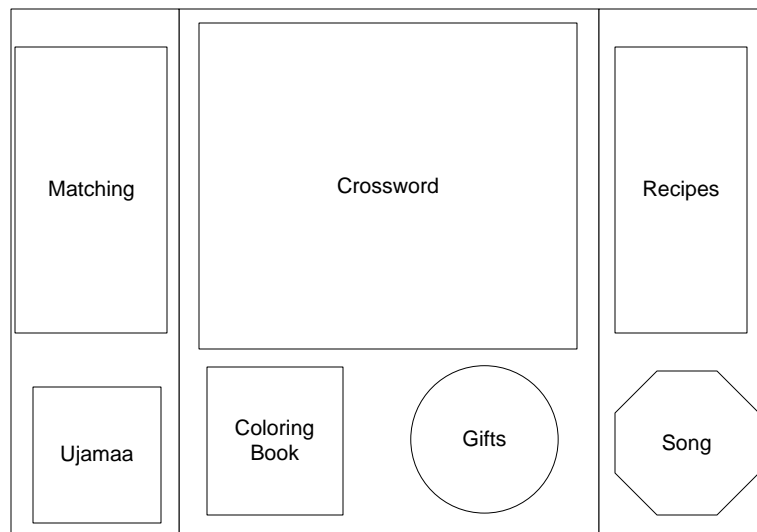 Matching
Crossword
Recipes
Ujamaa
Coloring
Book
Gifts
Song